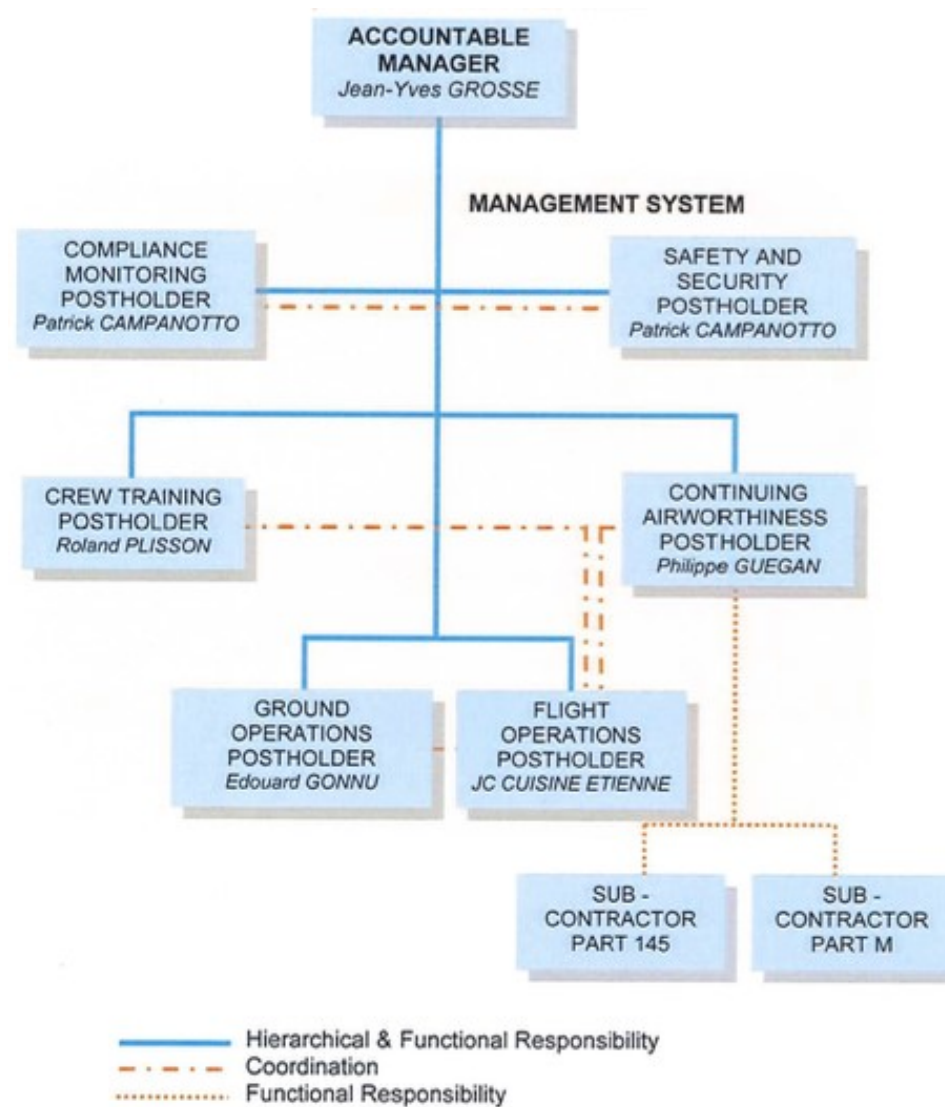 ACCOUNTABLE
MANAGER
Jean-Yves GROSSE
MANAGEMENT SYSTEM
COMPLIANCE
MONITORING
POSTHOLDER
Patrick CAMPANOTTO
SAFETY AND
SECURITY
POSTHOLDER
Patrick CAMPANOTTO
CREW TRAINING
POSTHOLDER
Roland PLISSON
CONTINUING
AIRWORTHINESS
POSTHOLDER
Philippe GUEGAN
GROUND
OPERATIONS
POSTHOLDER
Edouard GONNU
FLIGHT
OPERATIONS
POSTHOLDER
JC CUISINE ETIENNE
SUB -
CONTRACTOR
PART 145
SUB -
CONTRACTOR
PART M
Hierarchical & Functional Responsibility
Coordination
Functional Responsibility